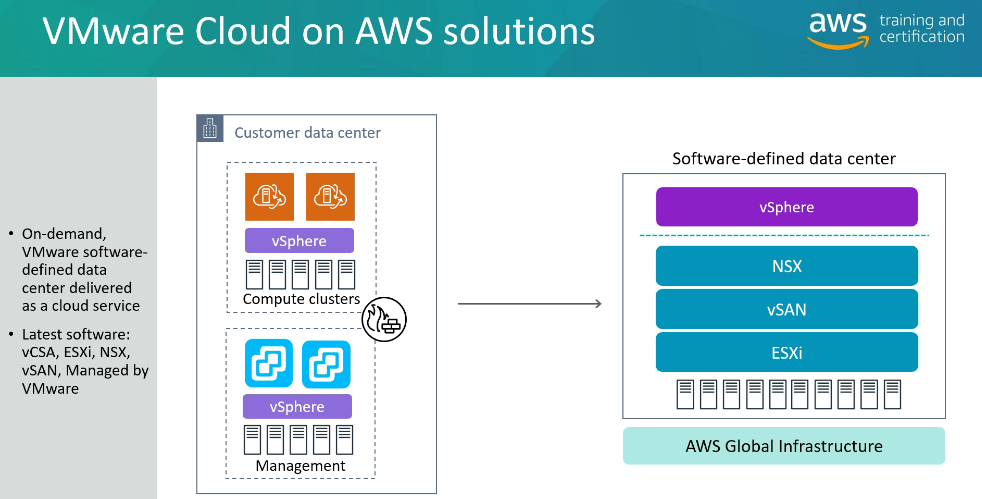 VMware Cloud on AWS solutions
aws training and
certification
• On-demand,
VMware software-
defined data
center delivered
as a cloud service
• Latest software:
vCSA, ESXi, NSX,
vSAN, Managed by
VMware
Customer data center
vSphere
Compute clusters
vSphere
Management
Software-defined data center
vSphere
NSX
vSAN
ESXi
AWS Global Infrastructure